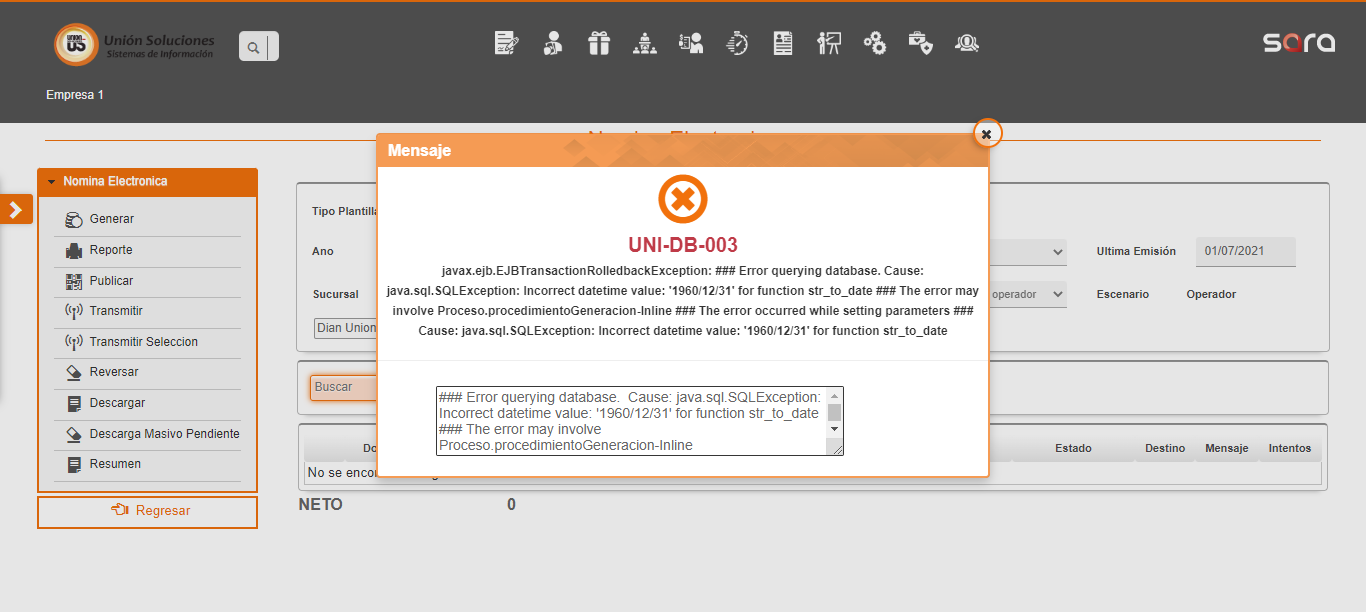 Unión Soluciones
Sistemas de Información
sara
Empresa 1
Mensaje
Nomina Electronica
UNI-DB-003
javax.ejb.EJBTransactionRolledbackException: ### Error querying database. Cause:
java.sql.SQLException: Incorrect datetime value: '1960/12/31' for function str_to_date ### The error may
involve Proceso.procedimientoGeneracion-Inline ### The error occurred while setting parameters ###
Cause: java.sql.SQLException: Incorrect datetime value: '1960/12/31' for function str_to_date
### Error querying database. Cause: java.sql.SQLException:
Incorrect datetime value: '1960/12/31' for function str_to_date
### The error may involve
Proceso.procedimientoGeneracion-Inline
Generar
Reporte
Publicar
Transmitir
Transmitir Seleccion
Reversar
Descargar
Descarga Masivo Pendiente
Resumen
Regresar
Tipo Plantilla
Ano
Ultima Emisión
01/07/2021
Sucursal
operador
Escenario
Operador
Dian Union
Buscar
Do
Estado
Destino
Mensaje
Intentos
No se encon
NETO
0